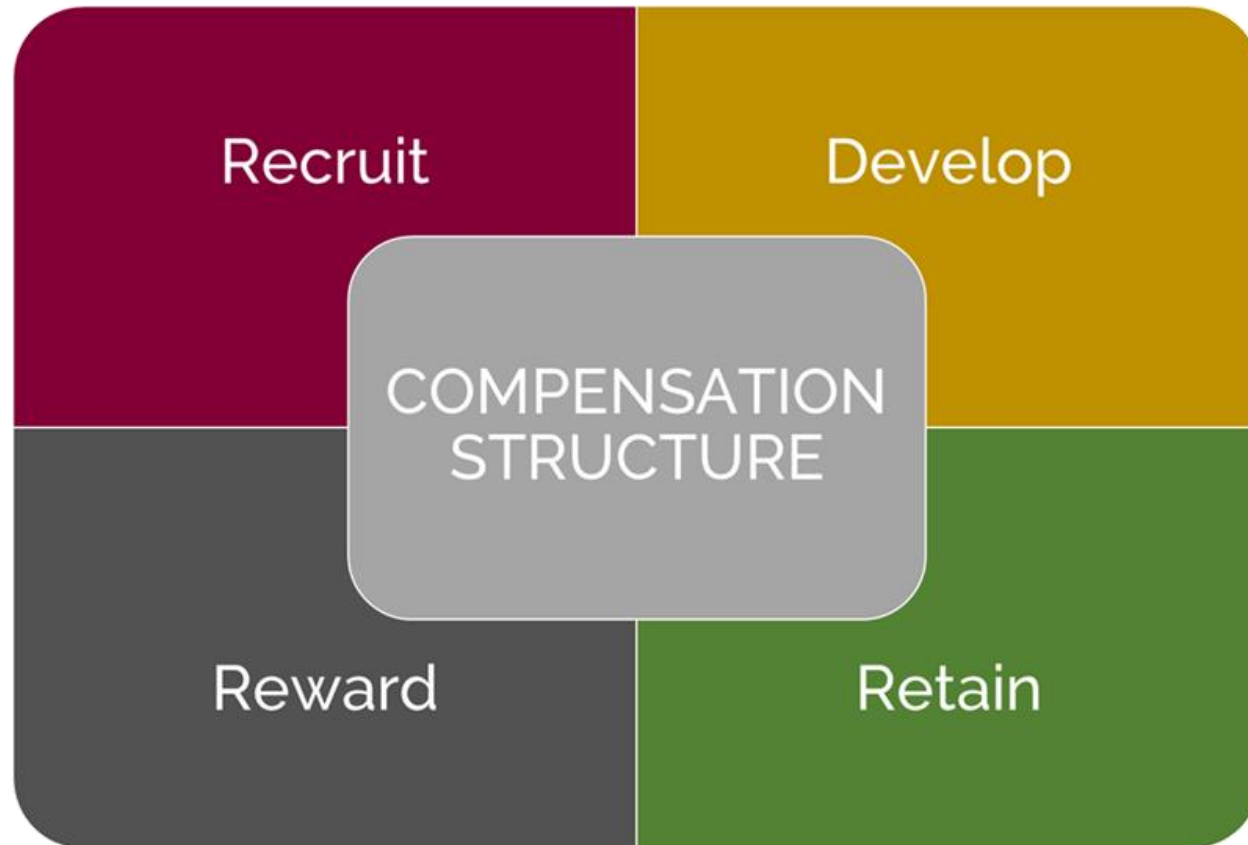 Recruit
Develop
COMPENSATION
STRUCTURE
Reward
Retain